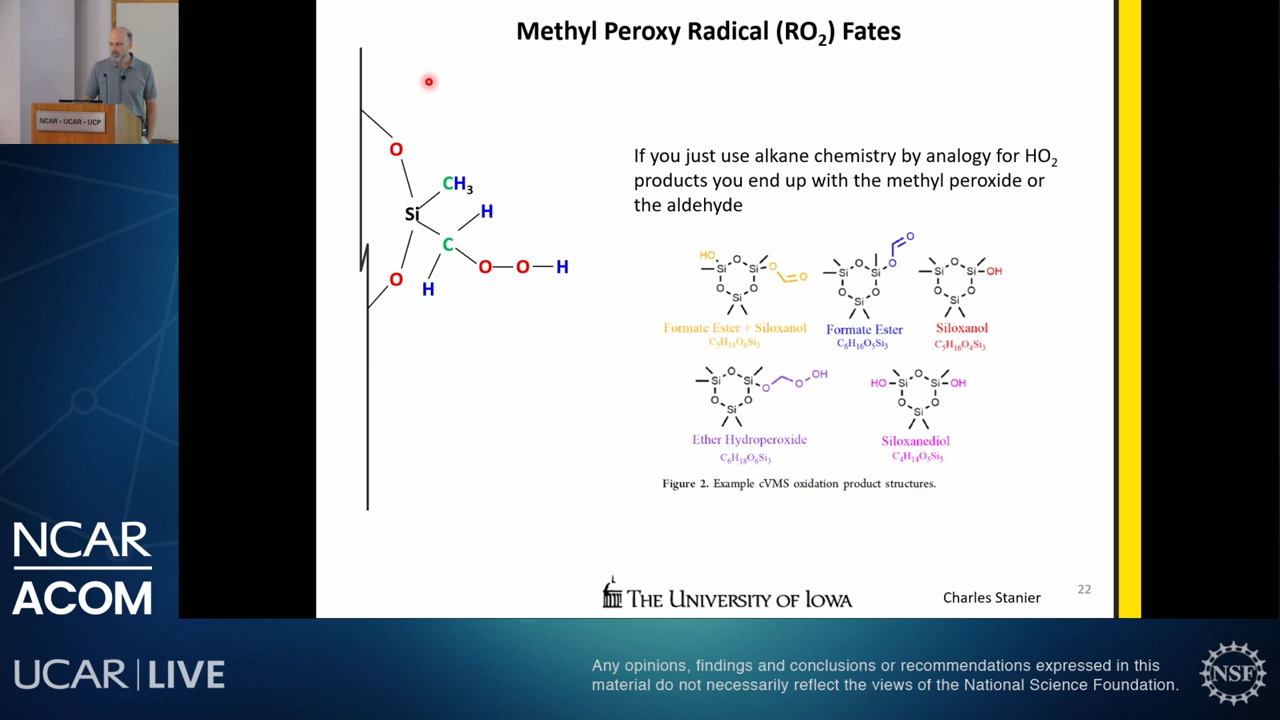 Methyl Peroxy Radical (RO2) Fates
NCAR • UCAR • UCP
O
CH3
Si
H
C
O—O—H
O
H
If you just use alkane chemistry by analogy for HO2
products you end up with the methyl peroxide or
the aldehyde
HO O O O
Si Si O
O O
Si
Formate Ester + Siloxanol
C5H14O6Si3
O
O O
Si Si
O O
Si
Formate Ester
C6H16O5Si3
O
Si Si OH
O O
Si
Siloxanol
C5H16O4Si3
O OH
Si Si O O
O O
Si
Ether Hydroperoxide
C6H18O6Si3
O
HO Si Si OH
O O
Si
Siloxanediol
C4H14O5Si3
Figure 2. Example cVMS oxidation product structures.
THE UNIVERSITY OF IOWA
Charles Stanier
22
NCAR
ACOM
UCAR | LIVE
Any opinions, findings and conclusions or recommendations expressed in this
material do not necessarily reflect the views of the National Science Foundation.
NSF